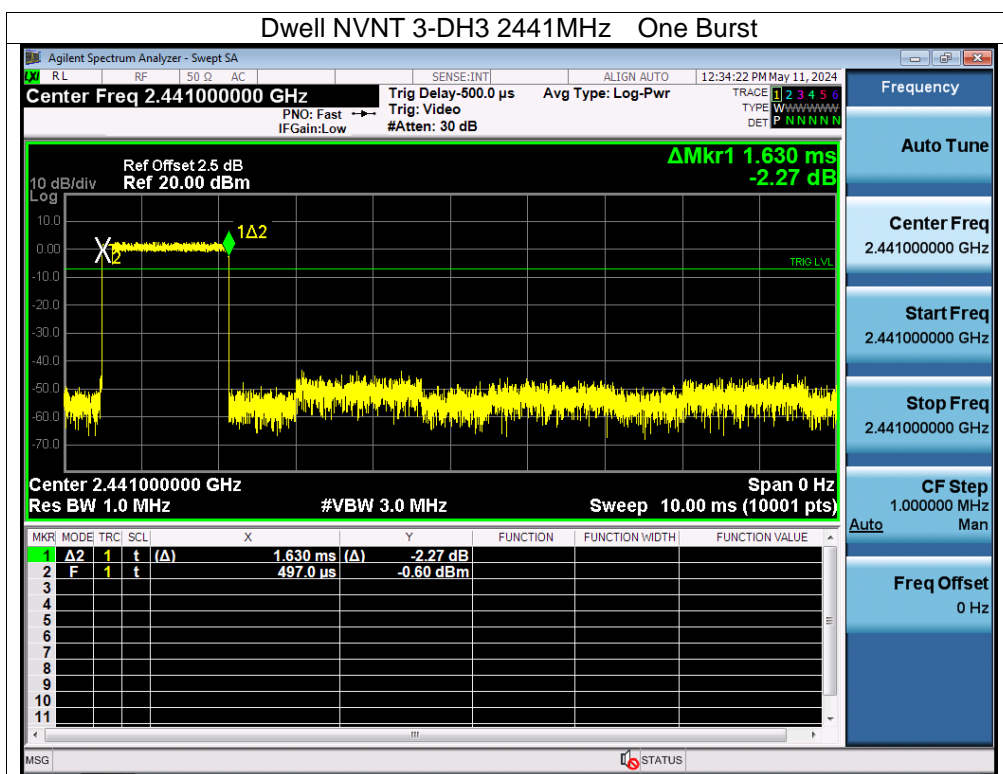 Dwell NVNT 3-DH3 2441MHz One Burst
Agilent Spectrum Analyzer - Swept SA
LXI RL RF 50 Ω AC SENSE:INT ALIGN AUTO 12:34:22 PM May 11, 2024
Center Freq 2.441000000 GHz Trig Delay-500.0 µs Avg Type: Log-Pwr TRACE 1 2 3 4 5 6
PNO: Fast Trig: Video TYPE WWWWWWW
IFGain:Low #Atten: 30 dB DET P N N N N N
Frequency
Auto Tune
Center Freq
2.441000000 GHz
Start Freq
2.441000000 GHz
Stop Freq
2.441000000 GHz
CF Step
1.000000 MHz
Auto Man
Freq Offset
0 Hz
ΔMkr1 1.630 ms
-2.27 dB
Ref Offset 2.5 dB
10 dB/div Ref 20.00 dBm
Log
10.0
0.00
-10.0
-20.0
-30.0
-40.0
-50.0
-60.0
-70.0
X2
1Δ2
TRIG LVL
Center 2.441000000 GHz Span 0 Hz
Res BW 1.0 MHz #VBW 3.0 MHz Sweep 10.00 ms (10001 pts)
MKR MODE TRC SCL X Y FUNCTION FUNCTION WIDTH FUNCTION VALUE
1 Δ2 1 t (Δ) 1.630 ms (Δ) -2.27 dB
2 F 1 t 497.0 µs -0.60 dBm
3
4
5
6
7
8
9
10
11
MSG STATUS